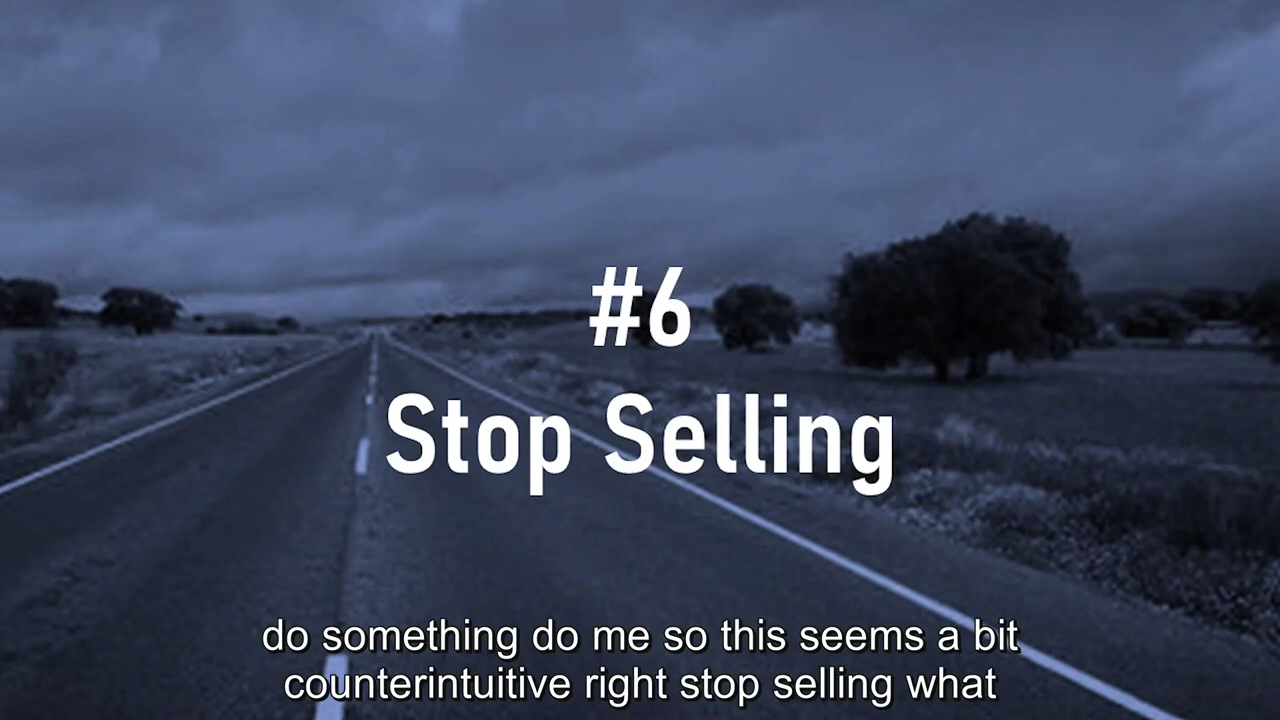 #6
Stop Selling
do something do me so this seems a bit
counterintuitive right stop selling what